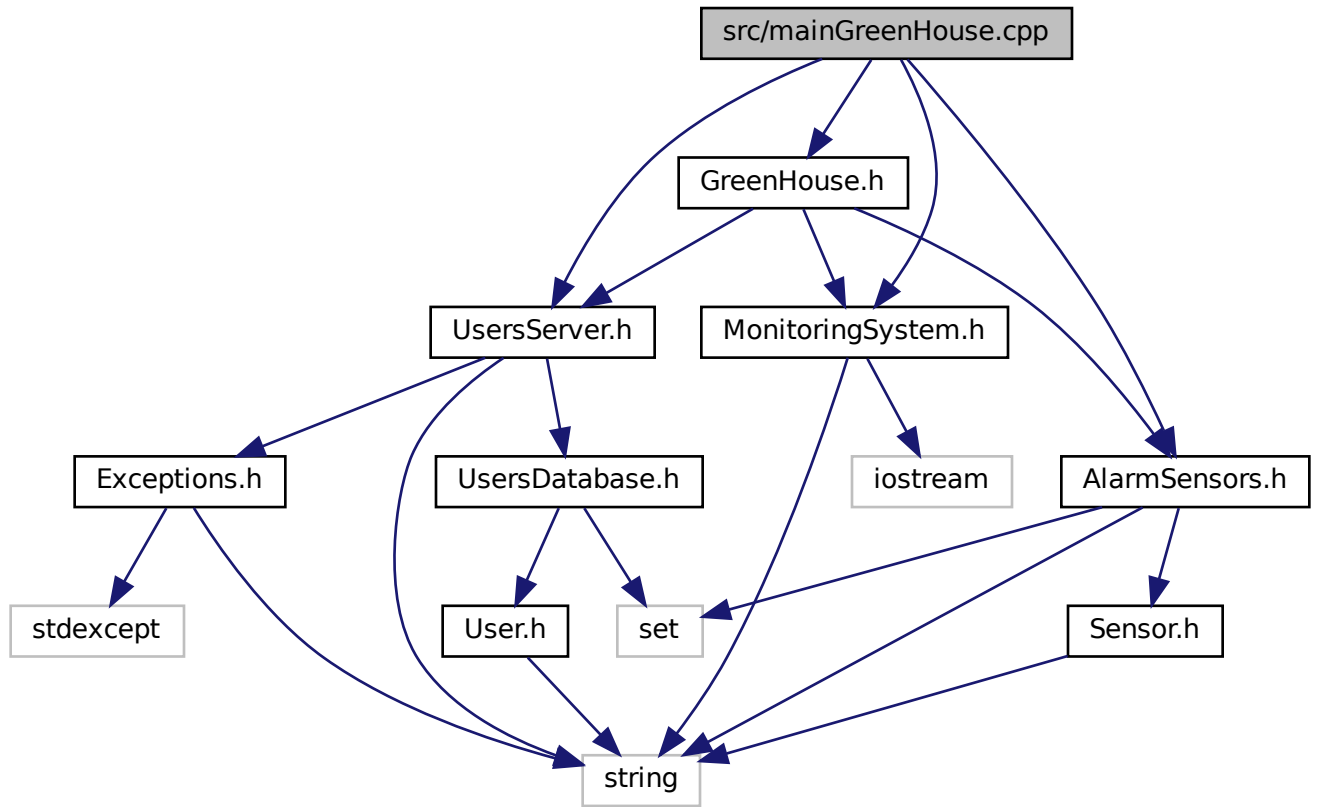 src/mainGreenHouse.cpp
GreenHouse.h
UsersServer.h
MonitoringSystem.h
Exceptions.h
UsersDatabase.h
iostream
AlarmSensors.h
stdexcept
User.h
set
Sensor.h
string